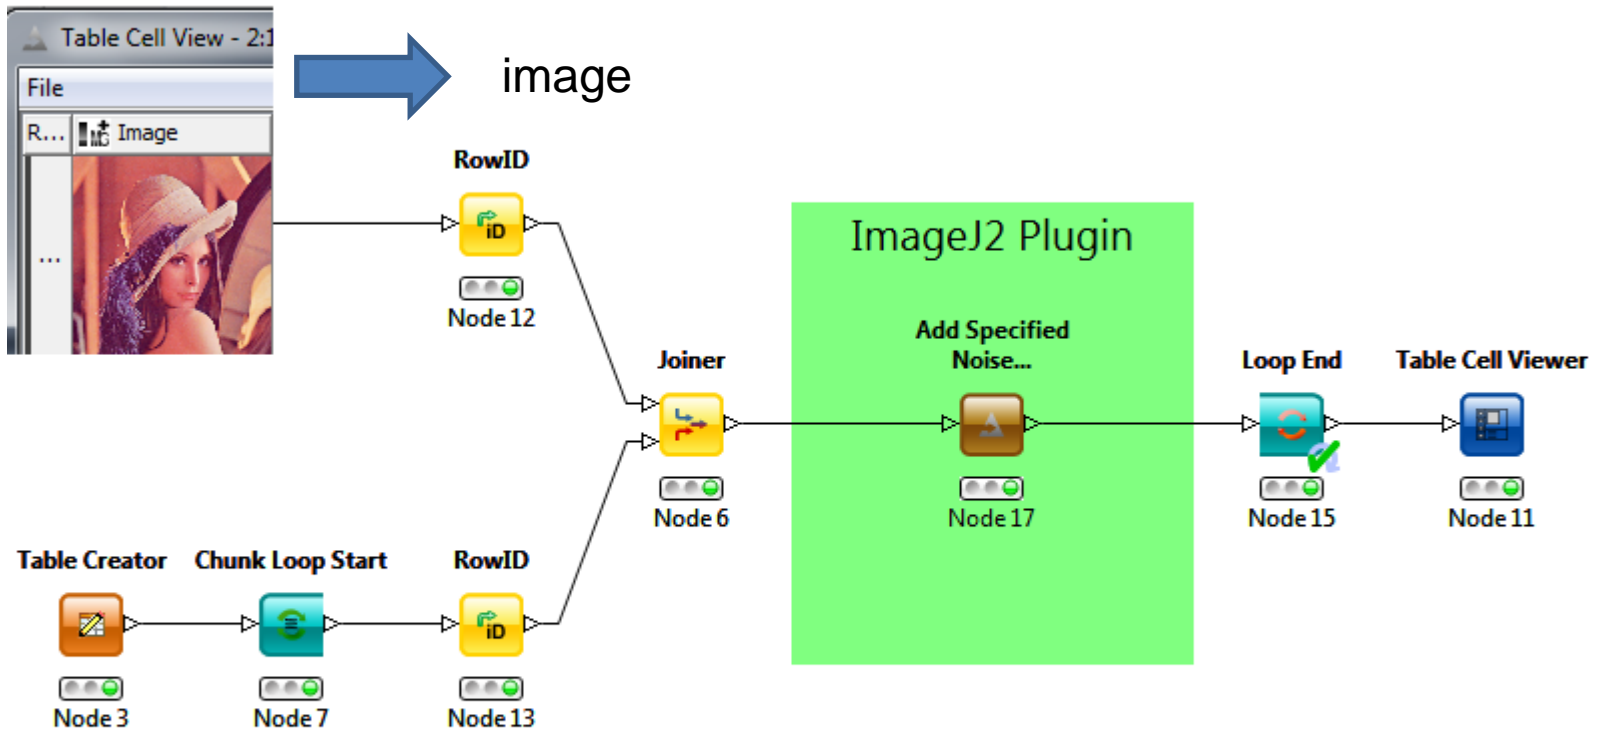 Table Cell View - 2:1
image
File
R... Image
...
RowID
Node 12
ImageJ2 Plugin
Add Specified
Noise...
Joiner
Loop End
Table Cell Viewer
Node 6
Node 17
Node 15
Node 11
Table Creator
Chunk Loop Start
RowID
Node 3
Node 7
Node 13
iD
iD